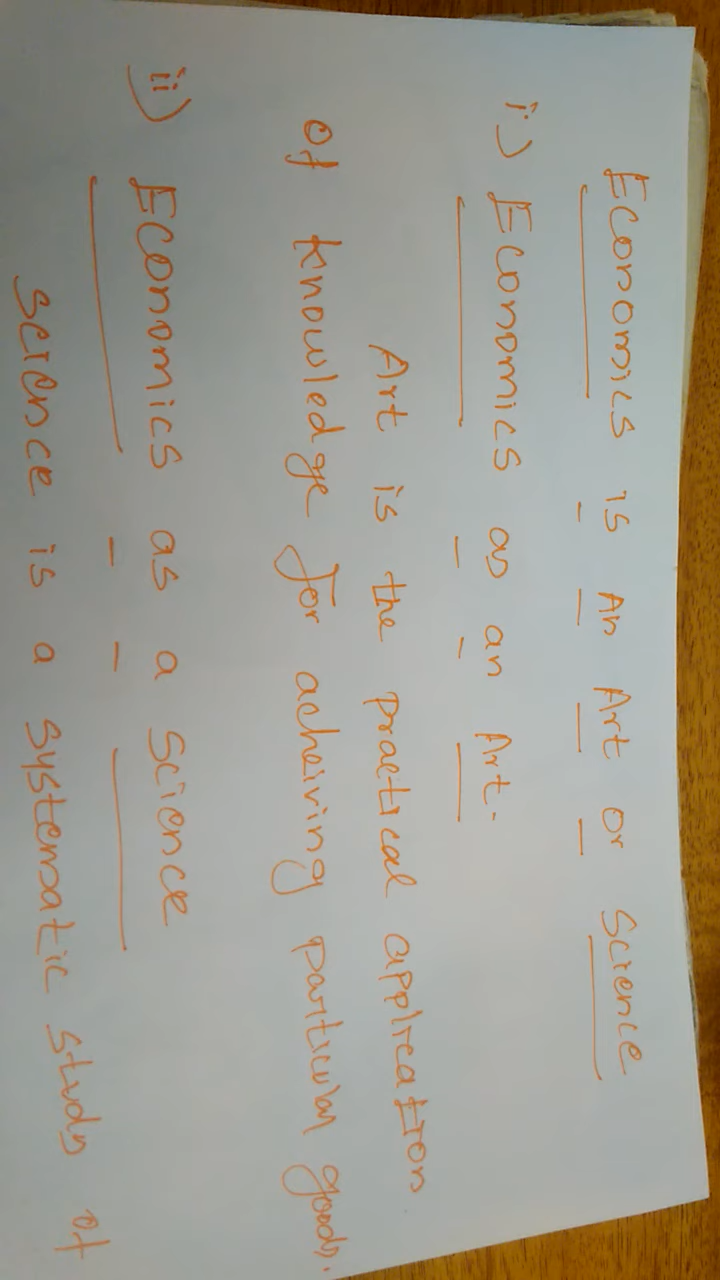 Economics is An Art or Science
i) Economics as an Art.
Art is the practical application
of knowledge for acheiving particular goods.
ii) Economics as a Science
Science is a systematic study of